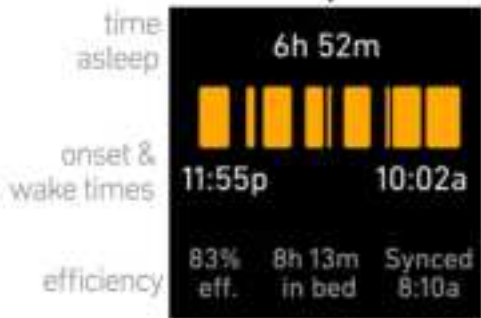 time
asleep
6h 52m
onset &
wake times
11:55p
10:02a
efficiency
83%
eff.
8h 13m
in bed
Synced
8:10a